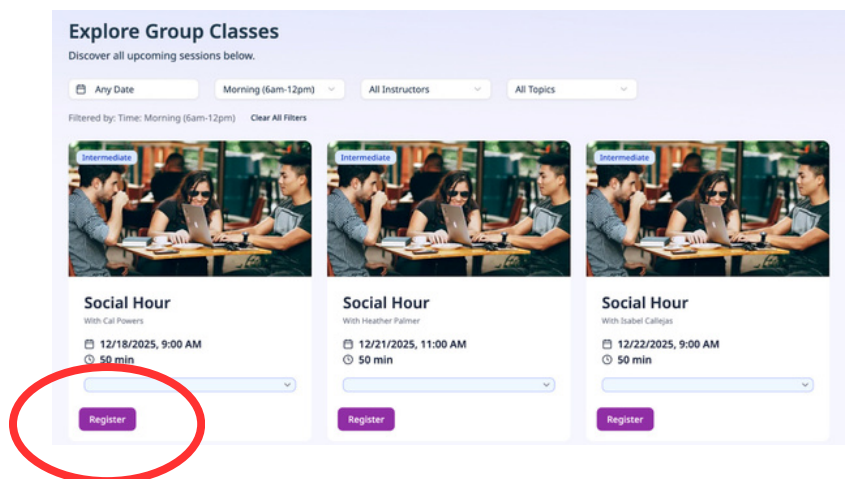 Explore Group Classes
Discover all upcoming sessions below.
Any Date
Morning (6am-12pm)
All Instructors
All Topics
Filtered by: Time: Morning (6am-12pm) Clear All Filters
Intermediate
Intermediate
Intermediate
Social Hour
With Cal Powers
12/18/2025, 9:00 AM
50 min
Register
Social Hour
With Heather Palmer
12/21/2025, 11:00 AM
50 min
Register
Social Hour
With Isabel Callejas
12/22/2025, 9:00 AM
50 min
Register